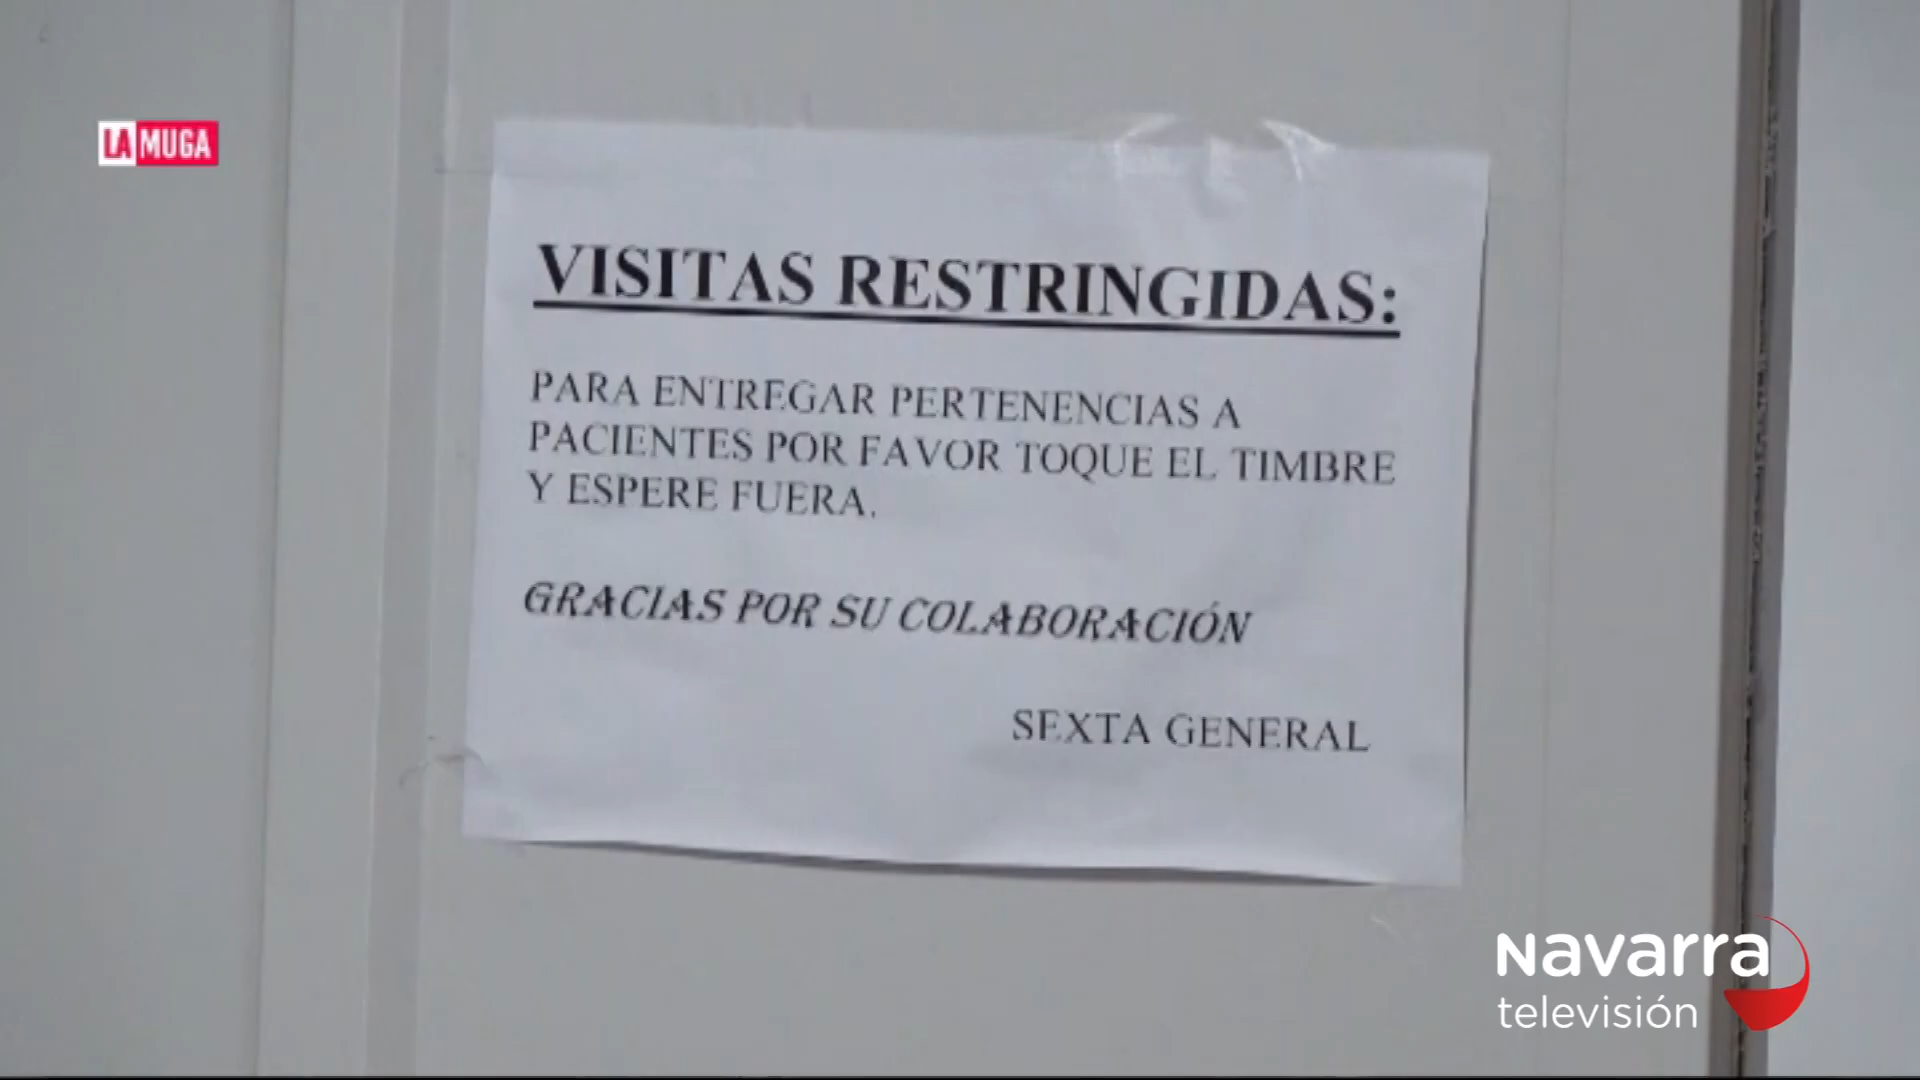 LA MUGA
VISITAS RESTRINGIDAS:
PARA ENTREGAR PERTENENCIAS A
PACIENTES POR FAVOR TOQUE EL TIMBRE
Y ESPERE FUERA.
GRACIAS POR SU COLABORACIÓN
SEXTA GENERAL
Navarra
televisión